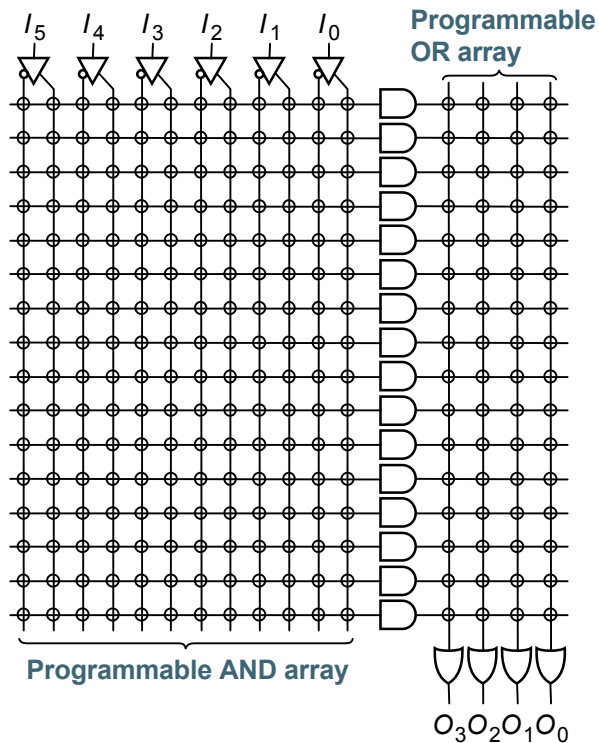 I5 I4 I3 I2 I1 I0
Programmable
OR array
Programmable AND array
O3 O2 O1 O0